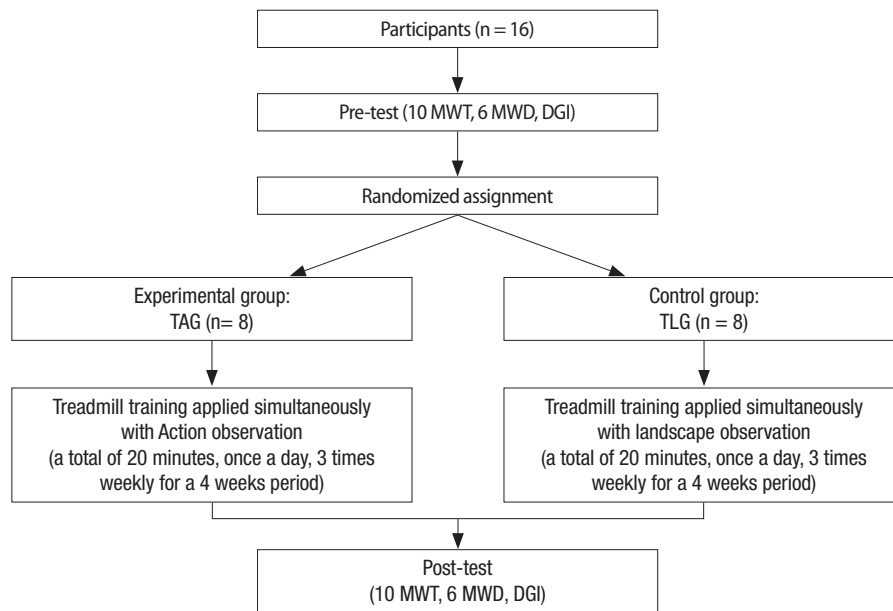 Participants (n = 16)
Pre-test (10 MWT, 6 MWD, DGI)
Randomized assignment
Experimental group:
TAG (n= 8)
Control group:
TLG (n = 8)
Treadmill training applied simultaneously
with Action observation
(a total of 20 minutes, once a day, 3 times
weekly for a 4 weeks period)
Treadmill training applied simultaneously
with landscape observation
(a total of 20 minutes, once a day, 3 times
weekly for a 4 weeks period)
Post-test
(10 MWT, 6 MWD, DGI)